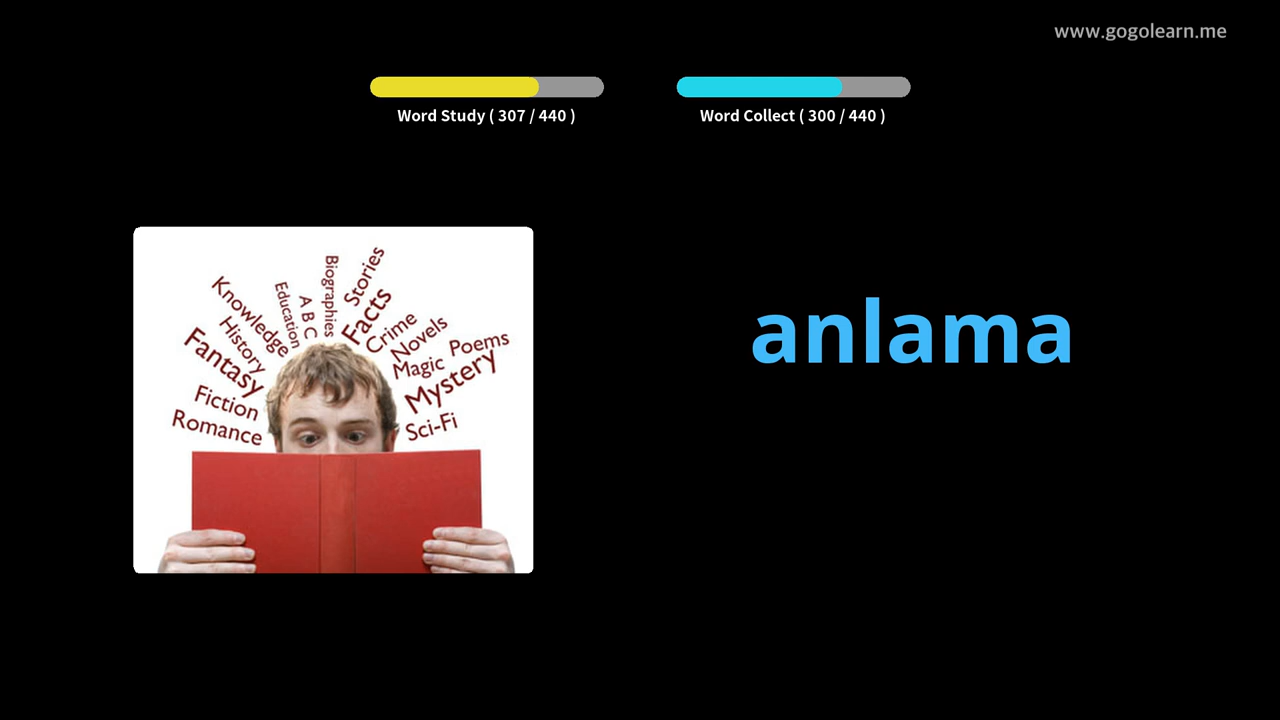 www.gogolearn.me
Word Study ( 307 / 440 )
Word Collect ( 300 / 440 )
Knowledge
Education
A B C
Biographies
Stories
Facts
History
Crime
Novels
Poems
Fantasy
Magic
Mystery
Fiction
Sci-Fi
Romance
anlama